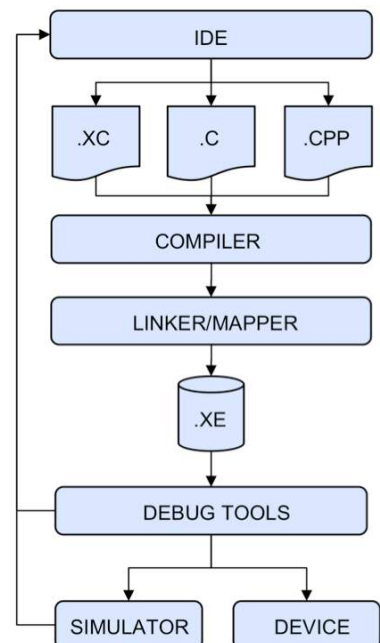 IDE
.XC
.C
.CPP
COMPILER
LINKER/MAPPER
.XE
DEBUG TOOLS
SIMULATOR
DEVICE